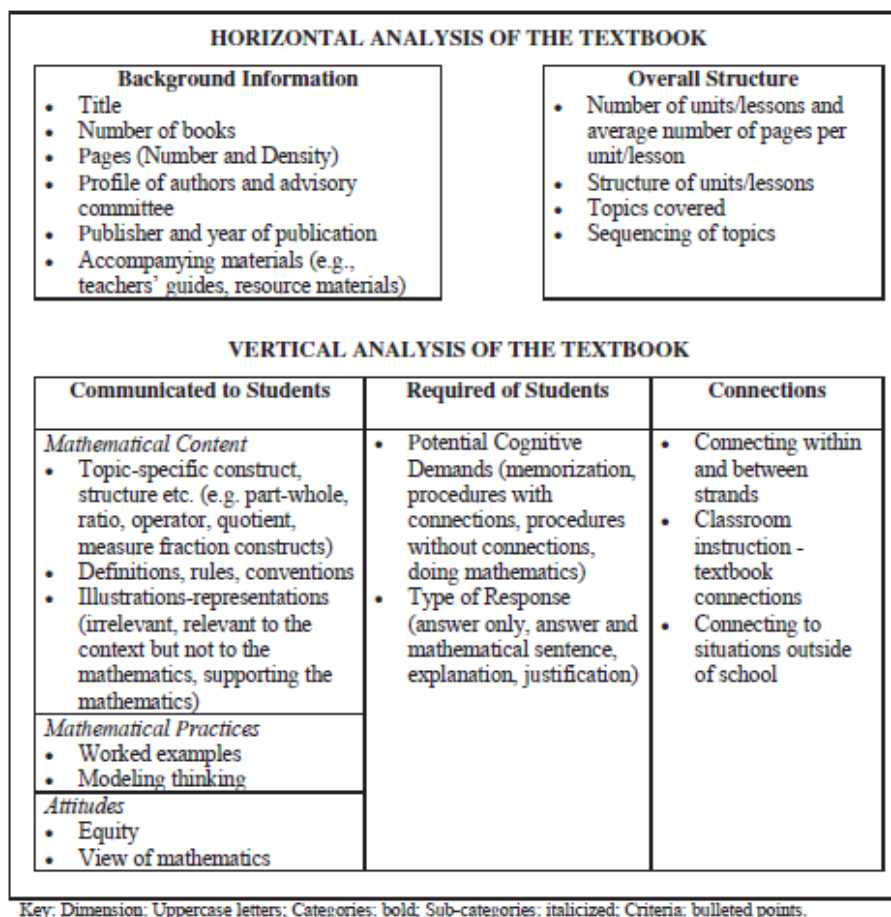 HORIZONTAL ANALYSIS OF THE TEXTBOOK
Background Information
• Title
• Number of books
• Pages (Number and Density)
• Profile of authors and advisory
committee
• Publisher and year of publication
• Accompanying materials (e.g.,
teachers' guides, resource materials)
Overall Structure
• Number of units/lessons and
average number of pages per
unit/lesson
• Structure of units/lessons
• Topics covered
• Sequencing of topics
VERTICAL ANALYSIS OF THE TEXTBOOK
Communicated to Students
Mathematical Content
• Topic-specific construct,
structure etc. (e.g. part-whole,
ratio, operator, quotient,
measure fraction constructs)
• Definitions, rules, conventions
• Illustrations-representations
(irrelevant, relevant to the
context but not to the
mathematics, supporting the
mathematics)
Mathematical Practices
• Worked examples
• Modeling thinking
Attitudes
• Equity
• View of mathematics
Required of Students
• Potential Cognitive
Demands (memorization,
procedures with
connections, procedures
without connections,
doing mathematics)
• Type of Response
(answer only, answer and
mathematical sentence,
explanation, justification)
Connections
• Connecting within
and between
strands
• Classroom
instruction -
textbook
connections
• Connecting to
situations outside
of school
Key: Dimension: Uppercase letters; Categories: bold; Sub-categories: italicized; Criteria: bulleted points.